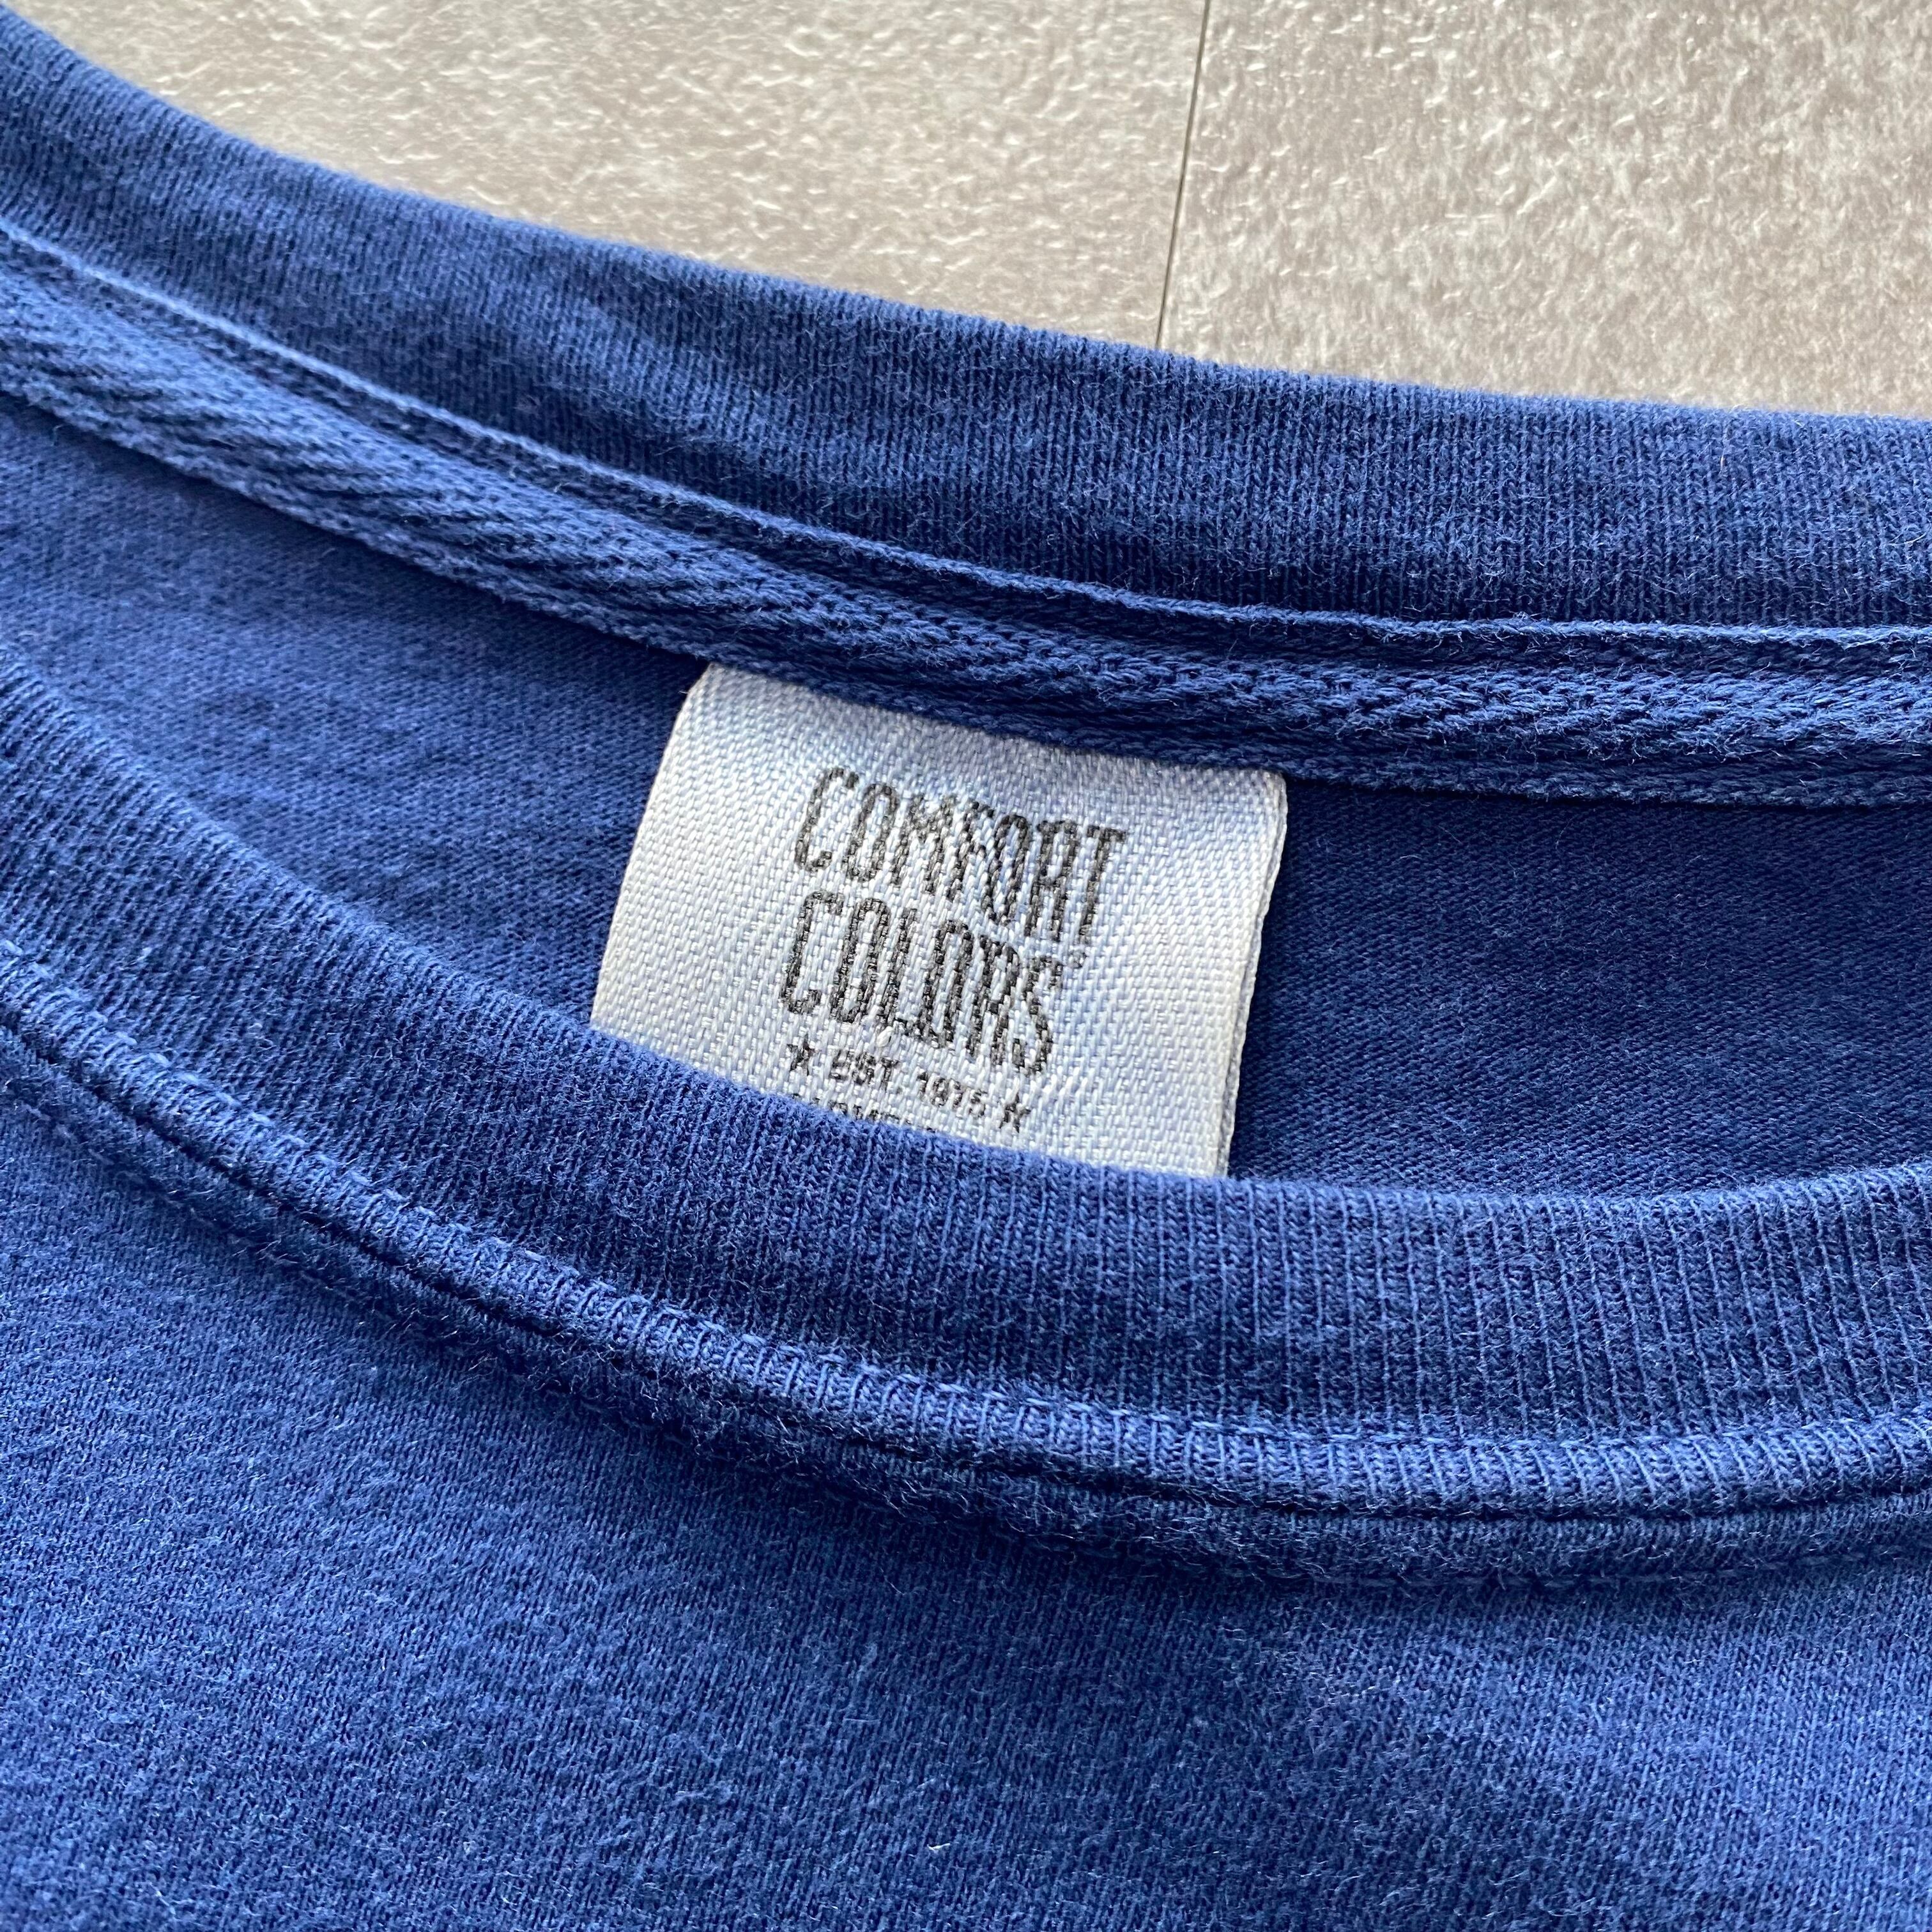 COMFORT
COLORS
★ EST. 1975 ★